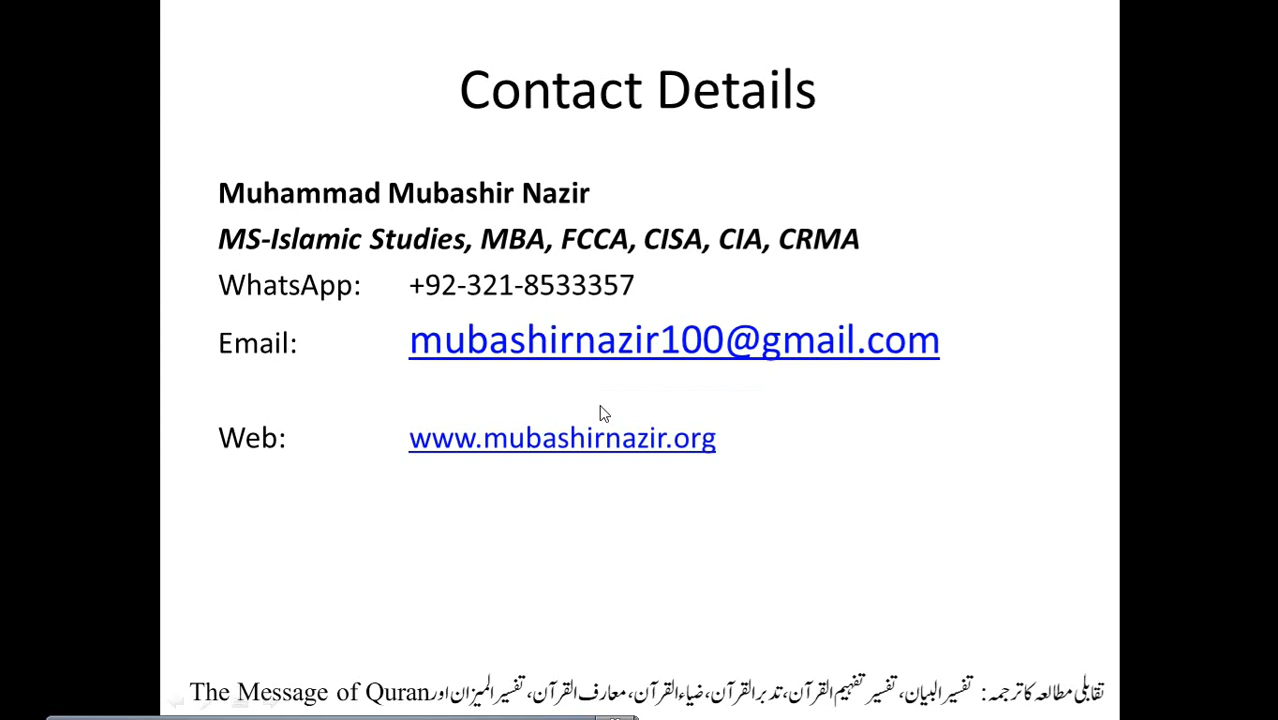 Contact Details
Muhammad Mubashir Nazir
MS-Islamic Studies, MBA, FCCA, CISA, CIA, CRMA
WhatsApp: +92-321-8533357
Email: mubashirnazir100@gmail.com
Web: www.mubashirnazir.org
تقابلی مطالعہ کا ترجمہ: تفسیر البیان، تفسیر تفہیم القرآن، تدبر القرآن، ضیاء القرآن، معارف القرآن، تفسیر المیزان اور The Message of Quran